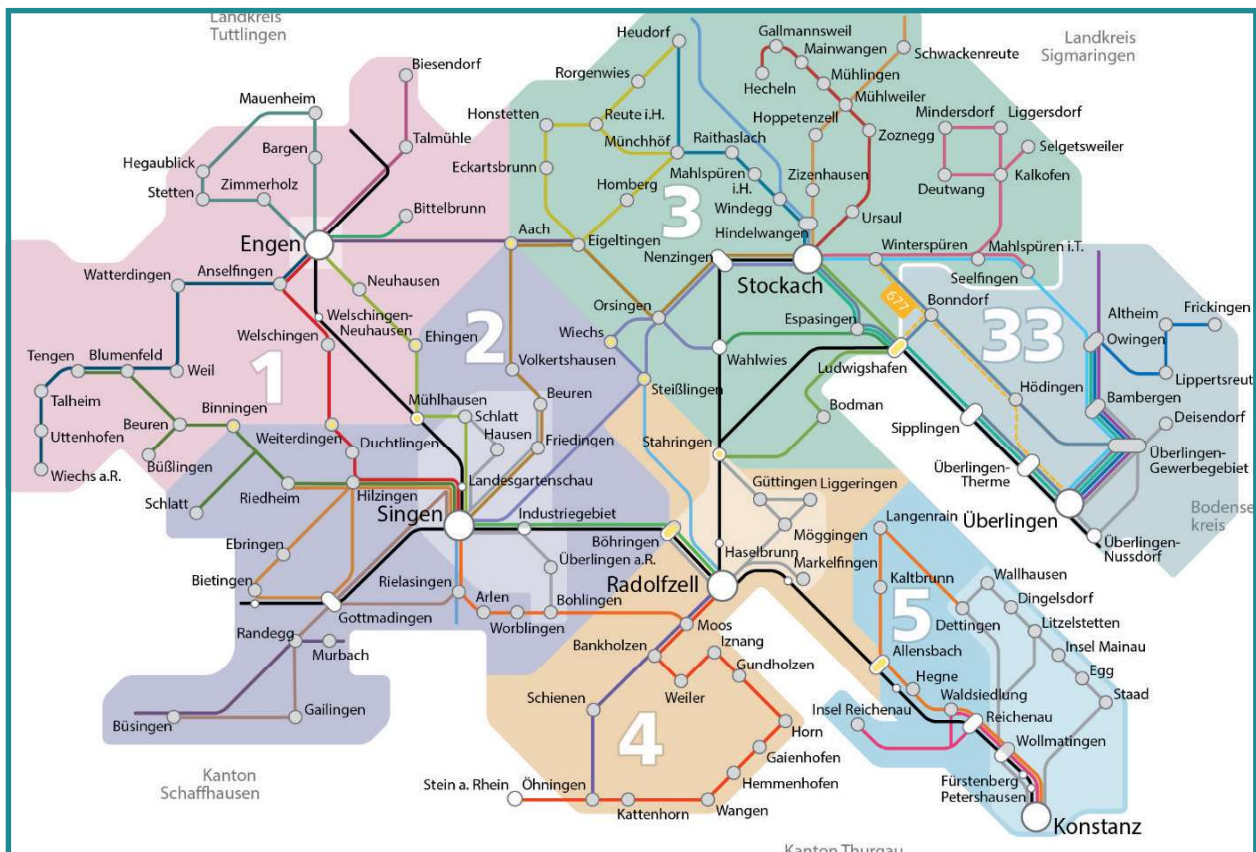 Landkreis
Tuttlingen
Landkreis
Sigmaringen
Heudorf
Gallmannsweil
Mainwangen
Schwackenreute
Biesendorf
Rorgenwies
Mühlingen
Hecheln
Mühlweiler
Mauenheim
Honstetten
Reute i.H.
Hoppetenzell
Mindersdorf
Liggersdorf
Talmühle
Münchhöf
Raithaslach
Zoznegg
Selgetsweiler
Bargen
Hegaublick
Eckartsbrunn
Mahlspüren
i.H.
Zizenhausen
Deutwang
Kalkofen
Stetten
Zimmerholz
Homberg
3
Windegg
Bittelbrunn
Ursaul
Aach
Eigeltingen
Hindelwangen
Engen
Nenzingen
Winterspüren
Mahlspüren i.T.
Watterdingen
Anselfingen
Stockach
Seelfingen
Neuhausen
677
Bonndorf
Altheim
Frickingen
Welschingen-
Neuhausen
Orsingen
Espasingen
33
Welschingen
Ehingen
2
Wiechs
Owingen
Tengen
Blumenfeld
1
Volkertshausen
Wahlwies
Ludwigshafen
Weil
Steißlingen
Lippertsreut
Talheim
Hödingen
Bambergen
Beuren
Binningen
Mühlhausen
Schlatt
Beuren
Bodman
Deisendorf
Uttenhofen
Weiterdingen
Duchtlingen
Hausen
Friedingen
Stahringen
Sipplingen
Überlingen-
Gewerbegebiet
Wiechs a.R.
Büßlingen
Überlingen-
Therme
Schlatt
Riedheim
Hilzingen
Landesgartenschau
Güttingen
Liggeringen
Singen
Industriegebiet
Langenrain
Überlingen
Bodense
kreis
Möggingen
Ebringen
Böhringen
Haselbrunn
Überlingen-
Nussdorf
Überlingen a.R.
Markelfingen
Bietingen
Rielasingen
Radolfzell
Kaltbrunn
Wallhausen
Arlen
Bohlingen
5
Dingelsdorf
Gottmadingen
Worblingen
Dettingen
Litzelstetten
Randegg
Moos
Iznang
Bankholzen
Allensbach
Insel Mainau
Murbach
Gundholzen
Hegne
Egg
Schienen
Weiler
Waldsiedlung
Staad
Büsingen
Gailingen
Insel Reichenau
Reichenau
4
Horn
Wollmatingen
Kanton
Schaffhausen
Gaienhofen
Hemmenhofen
Fürstenberg
Petershausen
Stein a. Rhein
Öhningen
Kattenhorn
Wangen
Konstanz
Kanton Thurgau